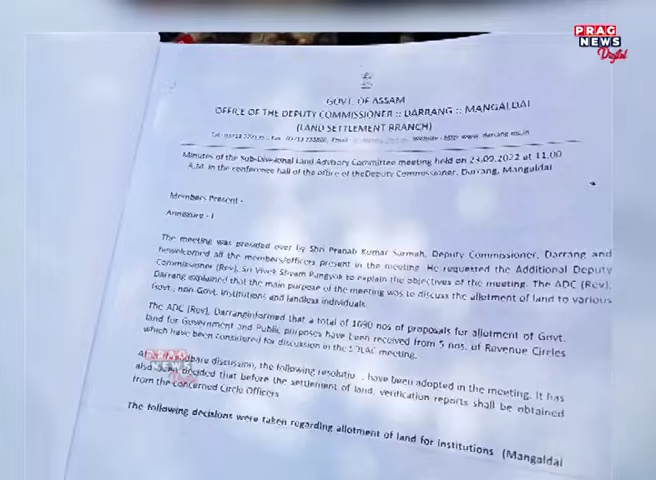 PRAG
NEWS
Digital
GOVT. OF ASSAM
OFFICE OF THE DEPUTY COMMISSIONER :: DARRANG :: MANGALDAI
(LAND SETTLEMENT BRANCH)
Minutes of the Sub-Divisional Land Advisory Committee meeting held on 23.09.2022 at 11.00
A.M. in the conference hall of the office of the Deputy Commissioner, Darrang, Mangaldai
Members Present -
Annexure - I
The meeting was presided over by Shri Pranab Kumar Sarmah, Deputy Commissioner, Darrang and
hewelcomed all the members/officers present in the meeting. He requested the Additional Deputy
Commissioner (Rev), Sri Vivek Shyam Pangyok to explain the objectives of the meeting. The ADC (Rev),
Darrang explained that the main purpose of the meeting was to discuss the allotment of land to various
Govt., non Govt. Institutions and landless individuals.
The ADC (Rev), Darranginformed that a total of 1090 nos of proposals for allotment of Govt.
land for Government and Public purposes have been received from 5 nos. of Revenue Circles
which have been considered for discussion in the SDLAC meeting.
discussion, the following have been adopted in the meeting. It has
also been decided that before the settlement of land, verification reports shall be obtained
from the concerned Circle Officers
The following decisions were taken regarding allotment of land for institutions (Mangaldai